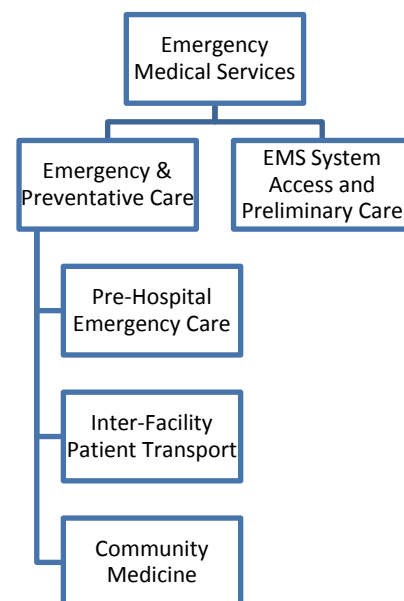 Emergency
Medical Services
Emergency &
Preventative Care
EMS System
Access and
Preliminary Care
Pre-Hospital
Emergency Care
Inter-Facility
Patient Transport
Community
Medicine